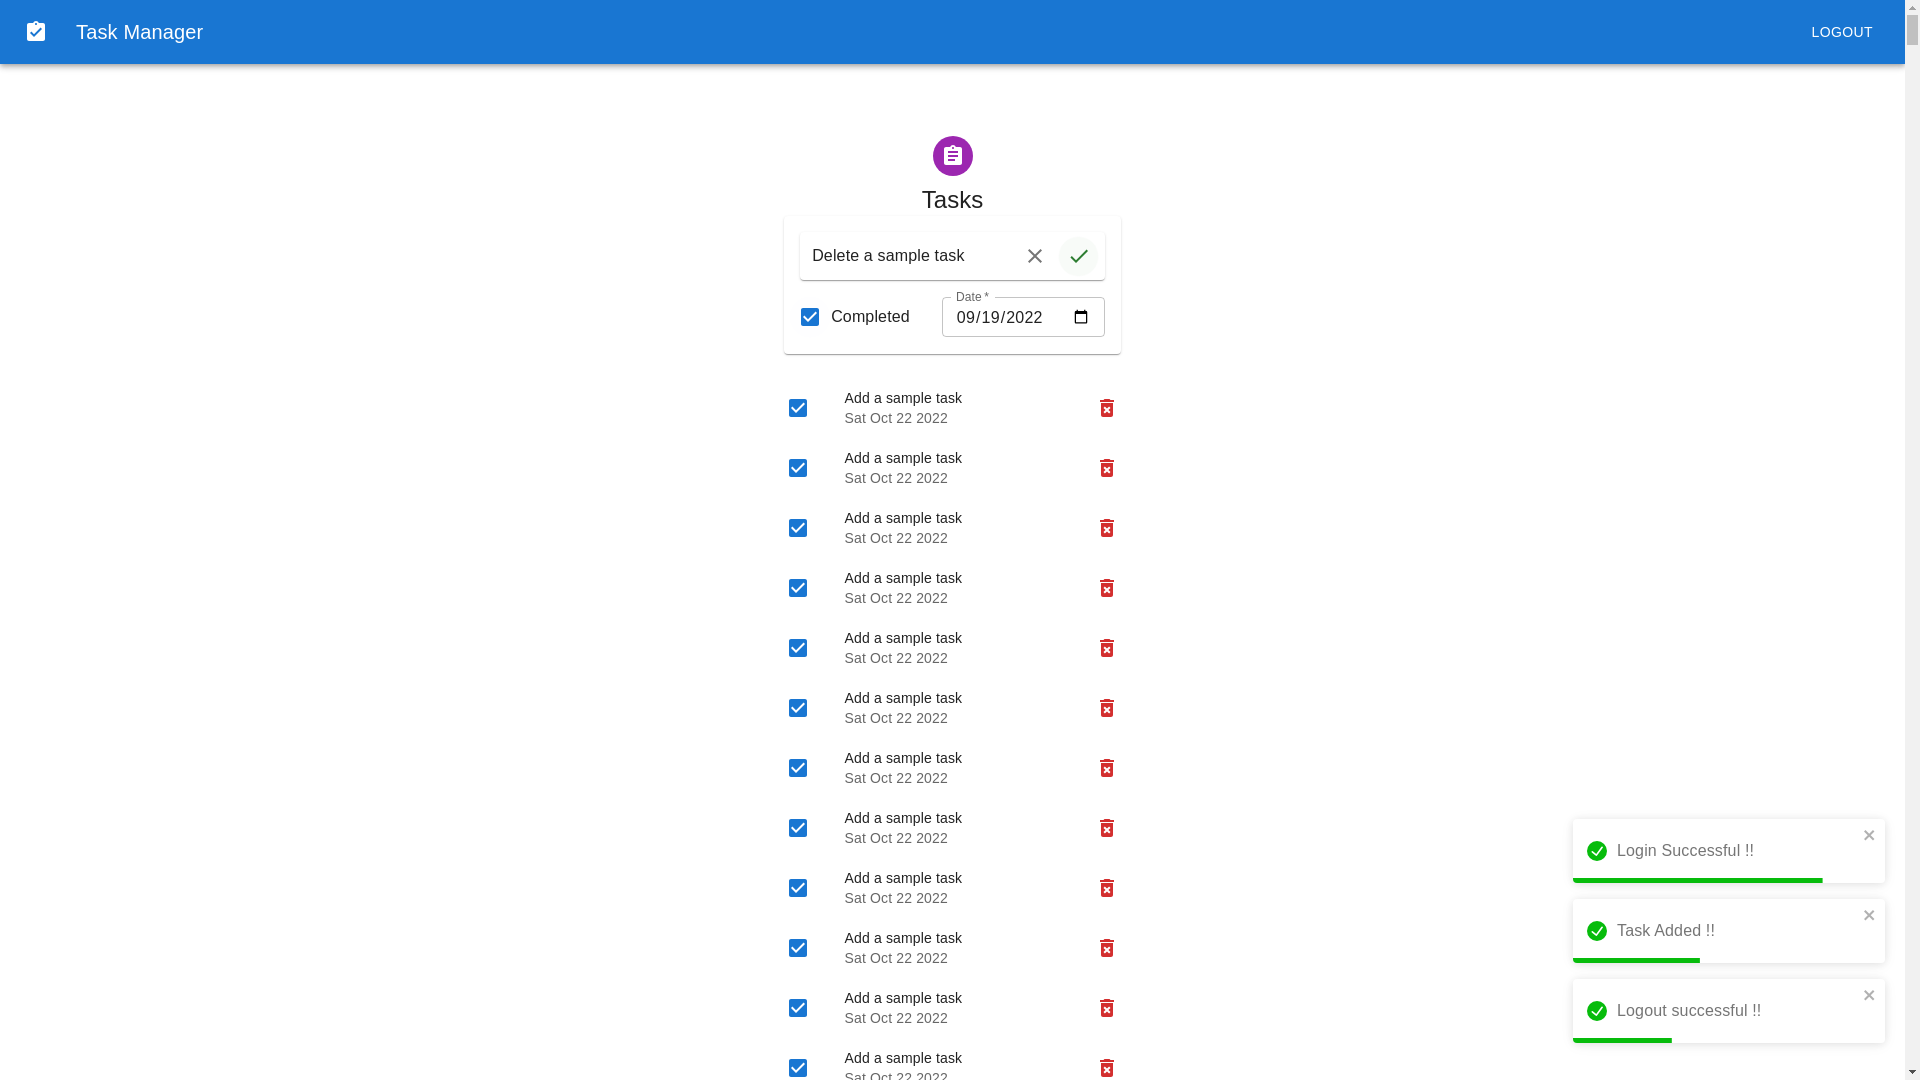 Task Manager
LOGOUT
Tasks
Delete a sample task
Completed
Date *
09/19/2022
Add a sample task
Sat Oct 22 2022
Add a sample task
Sat Oct 22 2022
Add a sample task
Sat Oct 22 2022
Add a sample task
Sat Oct 22 2022
Add a sample task
Sat Oct 22 2022
Add a sample task
Sat Oct 22 2022
Add a sample task
Sat Oct 22 2022
Add a sample task
Sat Oct 22 2022
Add a sample task
Sat Oct 22 2022
Add a sample task
Sat Oct 22 2022
Add a sample task
Sat Oct 22 2022
Add a sample task
Sat Oct 22 2022
Login Successful !!
Task Added !!
Logout successful !!